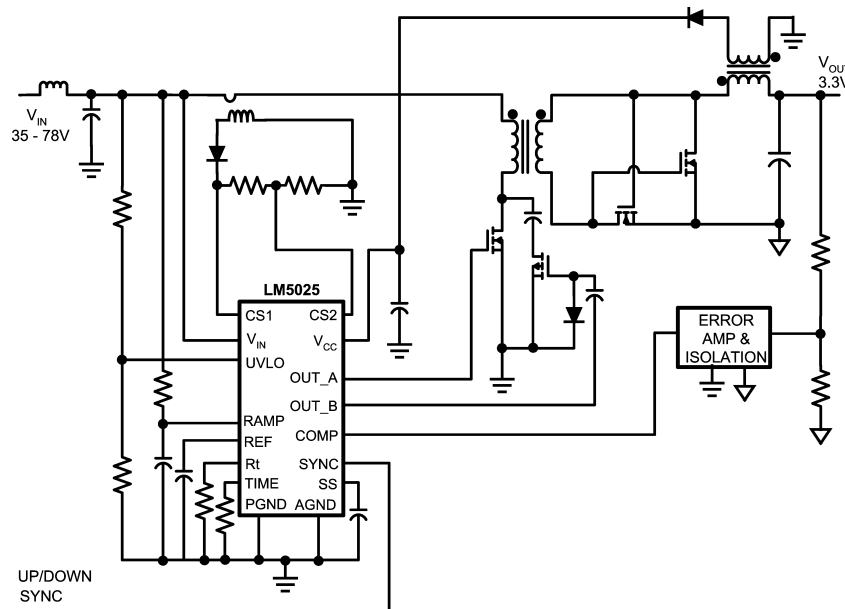 V_OUT
3.3V
V_IN
35 - 78V
LM5025
CS1
CS2
V_IN
V_CC
UVLO
OUT_A
OUT_B
RAMP
COMP
REF
Rt
SYNC
TIME
SS
PGND
AGND
ERROR
AMP &
ISOLATION
UP/DOWN
SYNC